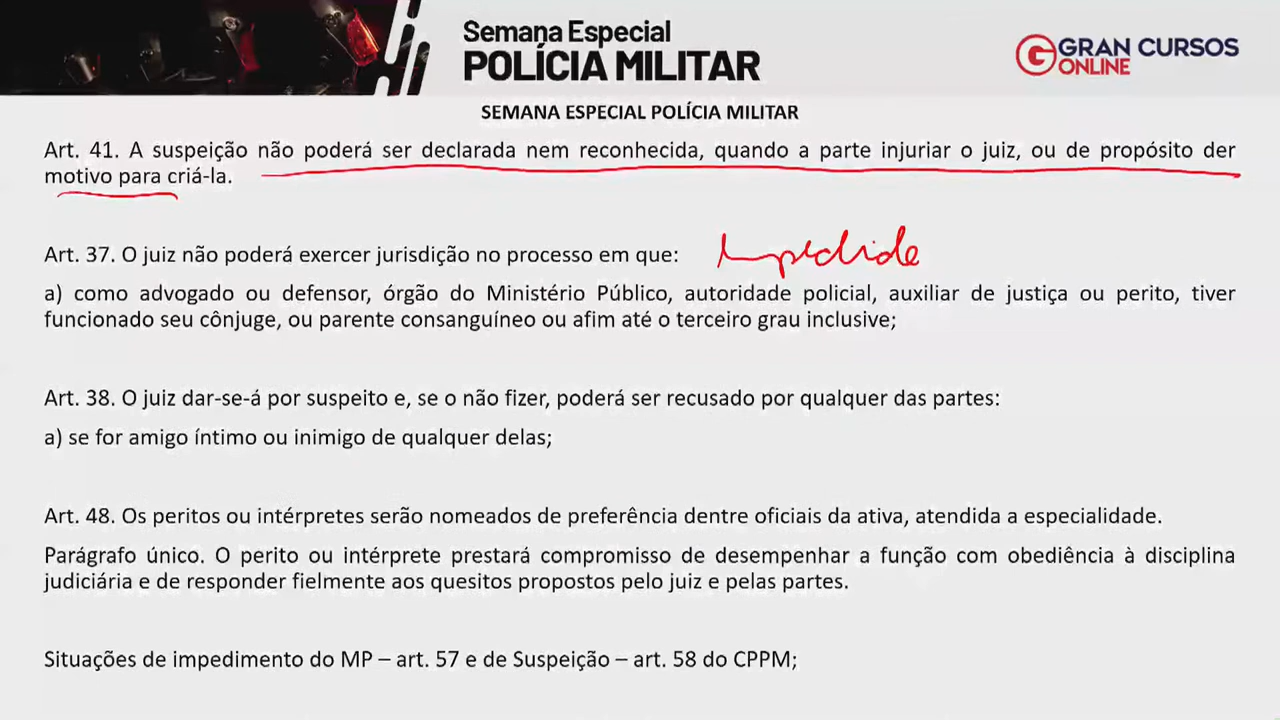 Semana Especial
POLÍCIA MILITAR
GRAN CURSOS
ONLINE
SEMANA ESPECIAL POLÍCIA MILITAR
Art. 41. A suspeição não poderá ser declarada nem reconhecida, quando a parte injuriar o juiz, ou de propósito der
motivo para criá-la.
Art. 37. O juiz não poderá exercer jurisdição no processo em que:
a) como advogado ou defensor, órgão do Ministério Público, autoridade policial, auxiliar de justiça ou perito, tiver
funcionado seu cônjuge, ou parente consanguíneo ou afim até o terceiro grau inclusive;
Art. 38. O juiz dar-se-á por suspeito e, se o não fizer, poderá ser recusado por qualquer das partes:
a) se for amigo íntimo ou inimigo de qualquer delas;
Art. 48. Os peritos ou intérpretes serão nomeados de preferência dentre oficiais da ativa, atendida a especialidade.
Parágrafo único. O perito ou intérprete prestará compromisso de desempenhar a função com obediência à disciplina
judiciária e de responder fielmente aos quesitos propostos pelo juiz e pelas partes.
Situações de impedimento do MP – art. 57 e de Suspeição – art. 58 do CPPM;